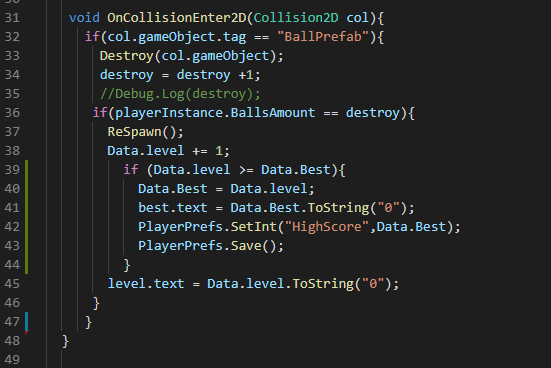 31 void OnCollisionEnter2D(Collision2D col){
32 if(col.gameObject.tag == "BallPrefab"){
33 Destroy(col.gameObject);
34 destroy = destroy +1;
35 //Debug.Log(destroy);
36 if(playerInstance.BallsAmount == destroy){
37 ReSpawn();
38 Data.level += 1;
39 if (Data.level >= Data.Best){
40 Data.Best = Data.level;
41 best.text = Data.Best.ToString("0");
42 PlayerPrefs.SetInt("HighScore",Data.Best);
43 PlayerPrefs.Save();
44 }
45 level.text = Data.level.ToString("0");
46 }
47 }
48 }
49